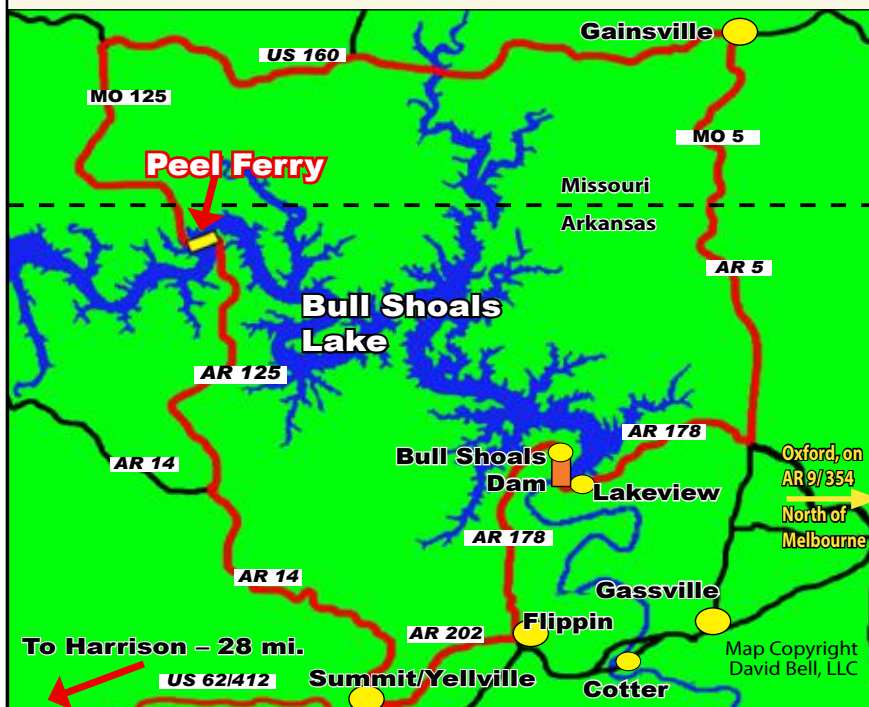 Gainsville
US 160
MO 125
MO 5
Peel Ferry
Missouri
Arkansas
AR 5
Bull Shoals
Lake
AR 125
AR 178
Bull Shoals
Dam
Lakeview
AR 14
Oxford, on
AR 9/354
North of
Melbourne
AR 178
AR 14
Gassville
Flippin
AR 202
To Harrison – 28 mi.
Map Copyright
David Bell, LLC
US 62/412
Summit/Yellville
Cotter